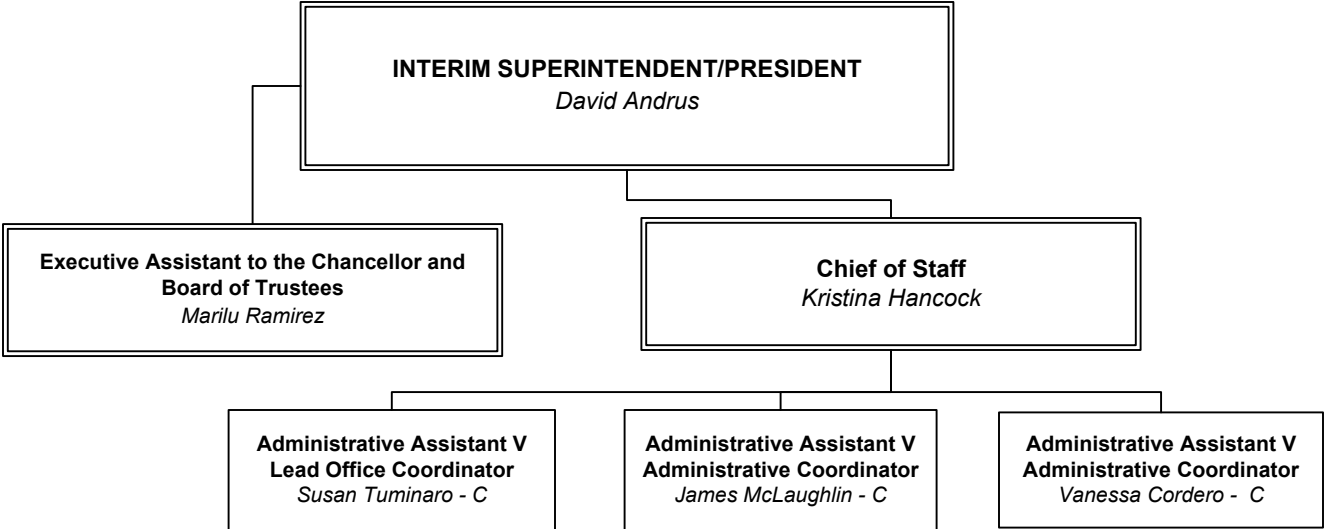 INTERIM SUPERINTENDENT/PRESIDENT
David Andrus
Executive Assistant to the Chancellor and
Board of Trustees
Marilu Ramirez
Chief of Staff
Kristina Hancock
Administrative Assistant V
Lead Office Coordinator
Susan Tuminaro - C
Administrative Assistant V
Administrative Coordinator
James McLaughlin - C
Administrative Assistant V
Administrative Coordinator
Vanessa Cordero - C